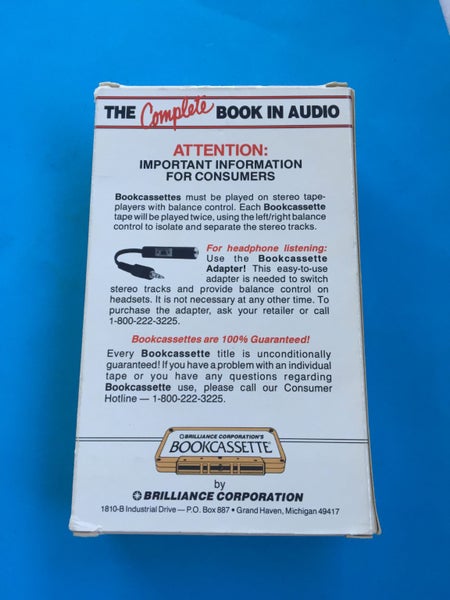 THE Complete BOOK IN AUDIO
ATTENTION:
IMPORTANT INFORMATION
FOR CONSUMERS
Bookcassettes must be played on stereo tape-
players with balance control. Each Bookcassette
tape will be played twice, using the left/right balance
control to isolate and separate the stereo tracks.
For headphone listening:
Use the Bookcassette
Adapter! This easy-to-use
adapter is needed to switch
stereo tracks and provide balance control on
headsets. It is not necessary at any other time. To
purchase the adapter, ask your retailer or call
1-800-222-3225.
Bookcassettes are 100% Guaranteed!
Every Bookcassette title is unconditionally
guaranteed! If you have a problem with an individual
tape or you have any questions regarding
Bookcassette use, please call our Consumer
Hotline — 1-800-222-3225.
BRILLIANCE CORPORATION'S
BOOKCASSETTE®
by
BRILLIANCE CORPORATION
1810-B Industrial Drive — P.O. Box 887 • Grand Haven, Michigan 49417